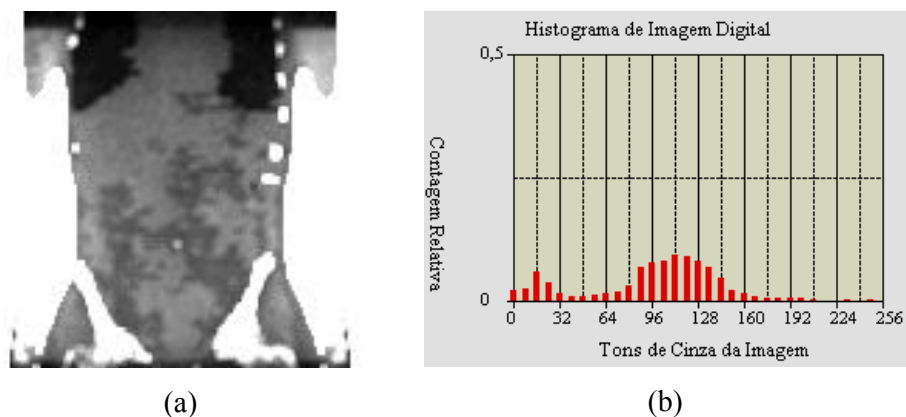 Histograma de Imagem Digital
0,5
Contagem Relativa
0
0 32 64 96 128 160 192 224 256
Tons de Cinza da Imagem
(a) (b)